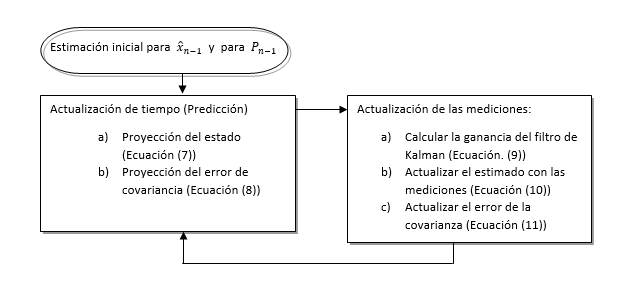 Estimación inicial para x̂ₙ₋₁ y para Pₙ₋₁
Actualización de tiempo (Predicción)
a) Proyección del estado
(Ecuación (7))
b) Proyección del error de
covariancia (Ecuación (8))
Actualización de las mediciones:
a) Calcular la ganancia del filtro de
Kalman (Ecuación. (9))
b) Actualizar el estimado con las
mediciones (Ecuación (10))
c) Actualizar el error de la
covarianza (Ecuación (11))